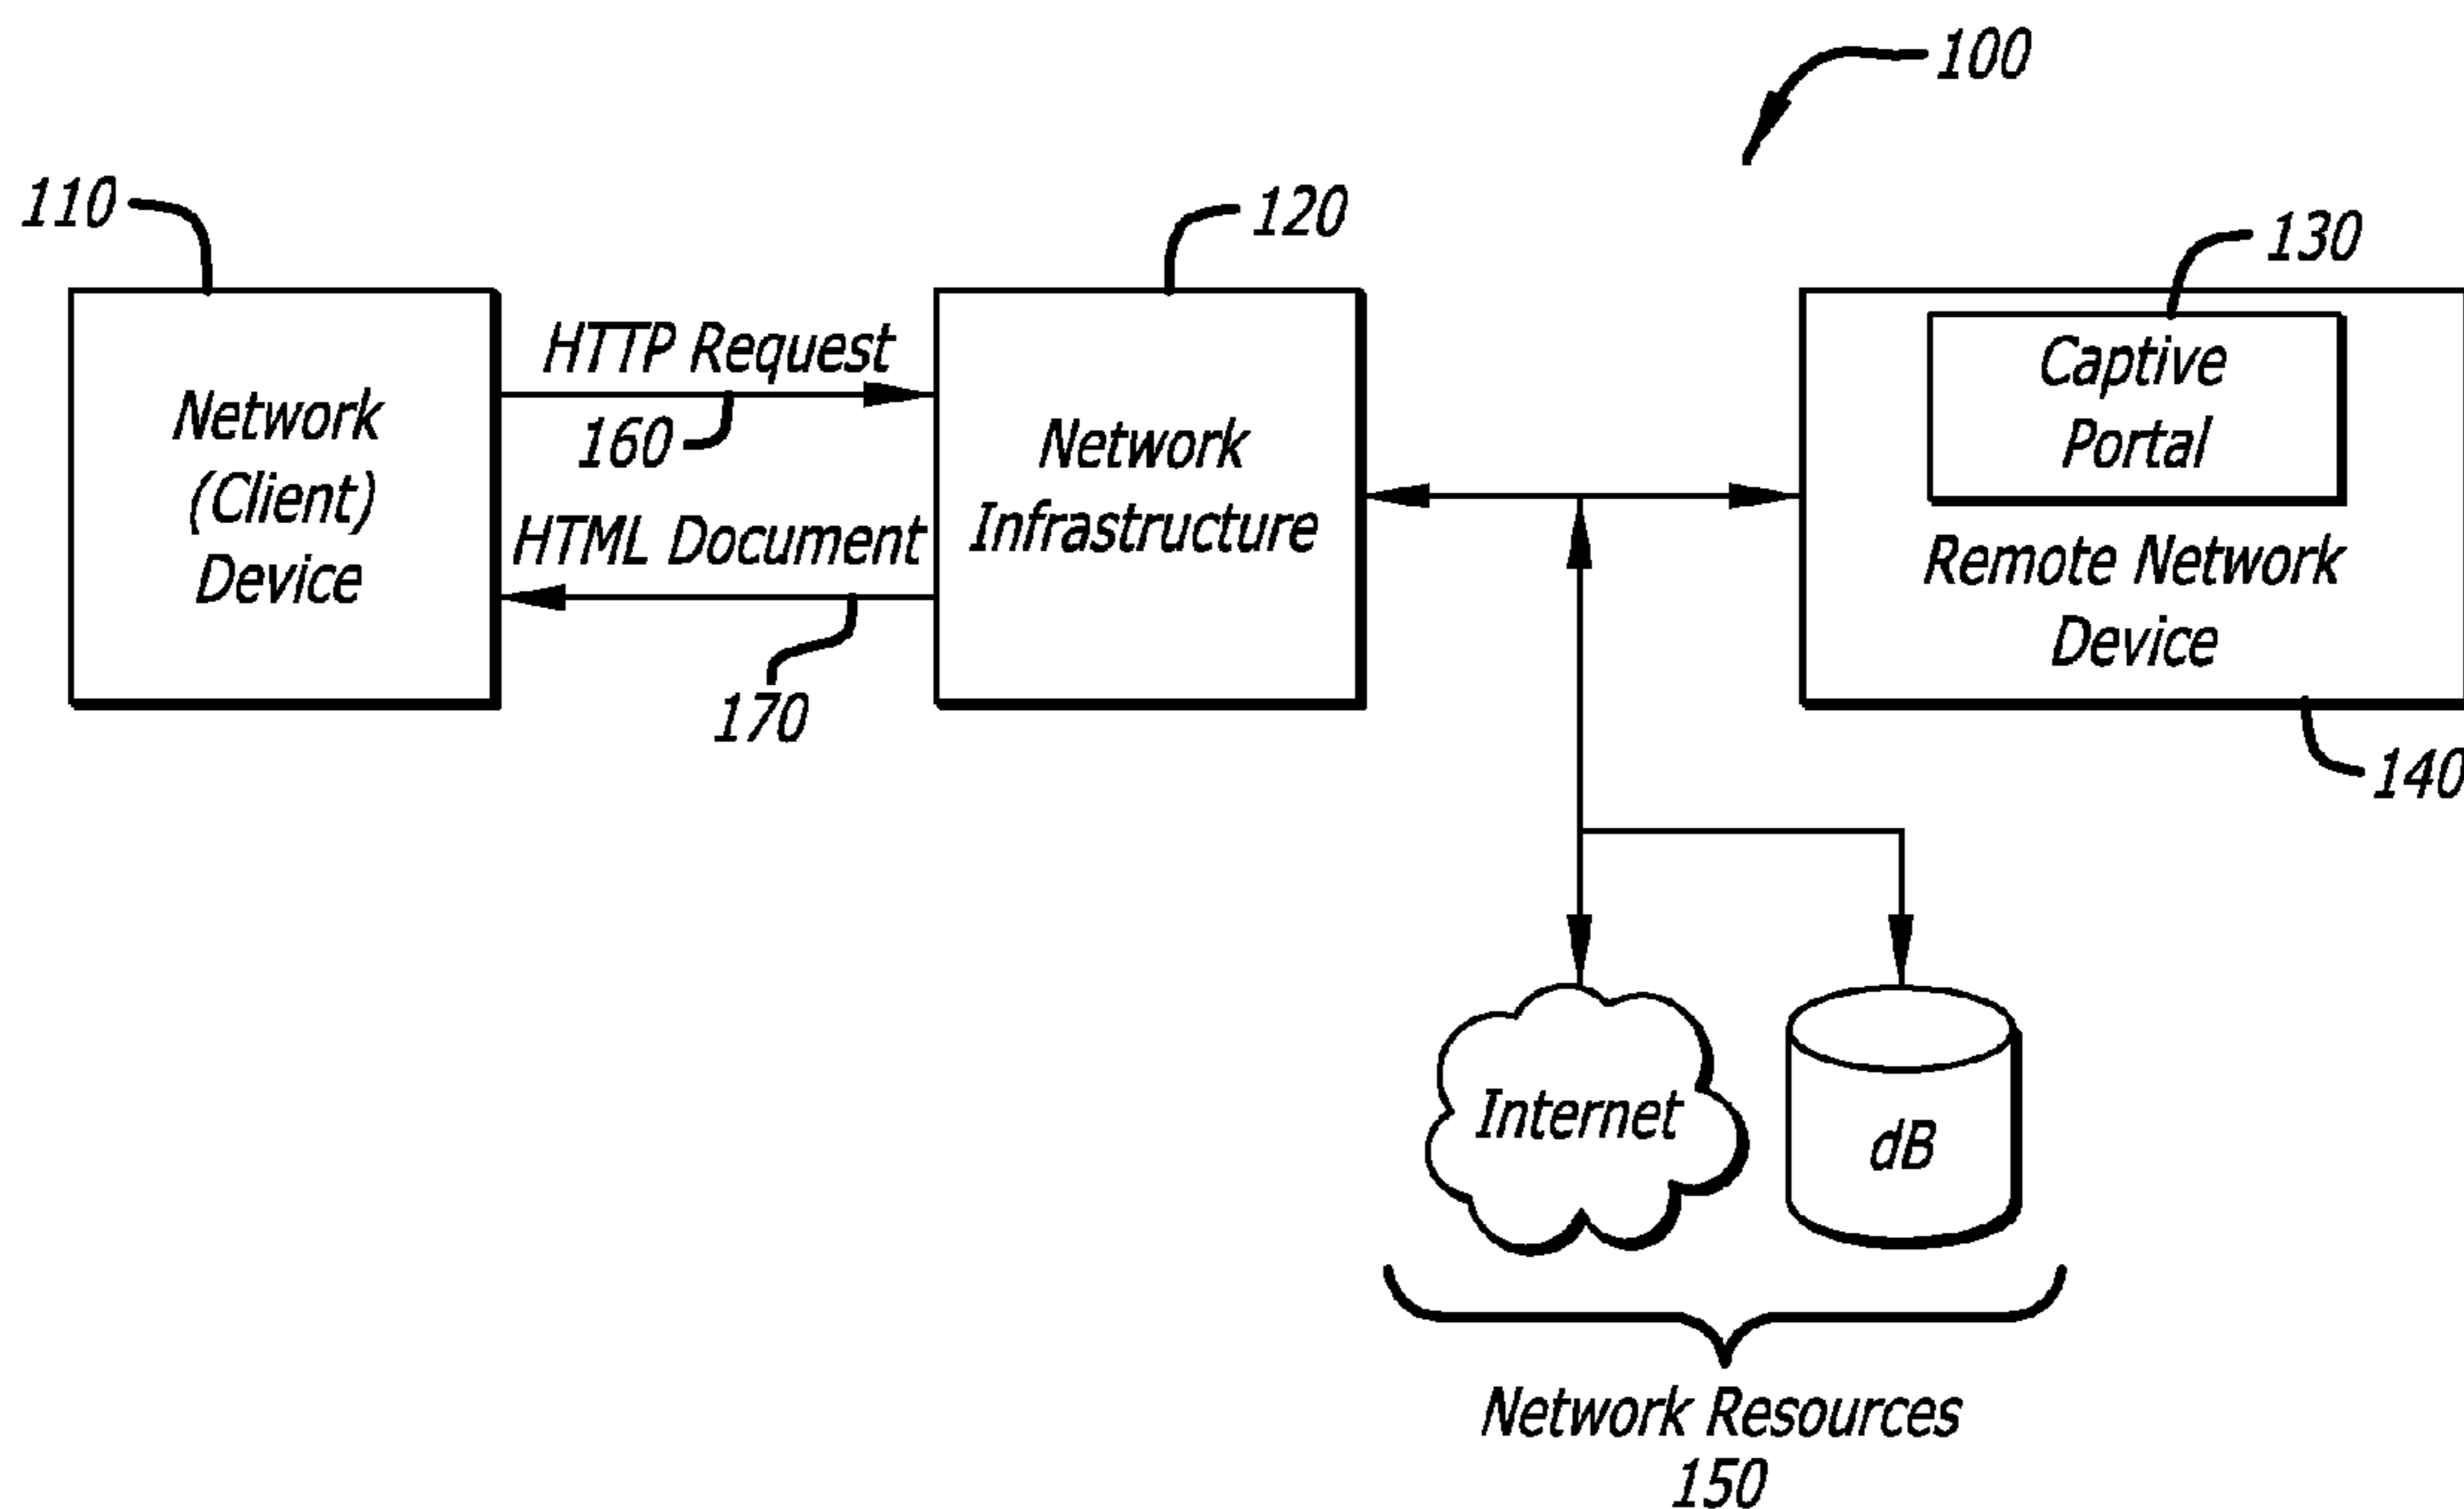 100
110
120
130
Network
(Client)
Device
HTTP Request
160
HTML Document
170
Network
Infrastructure
Captive
Portal
Remote Network
Device
140
Internet
dB
Network Resources
150